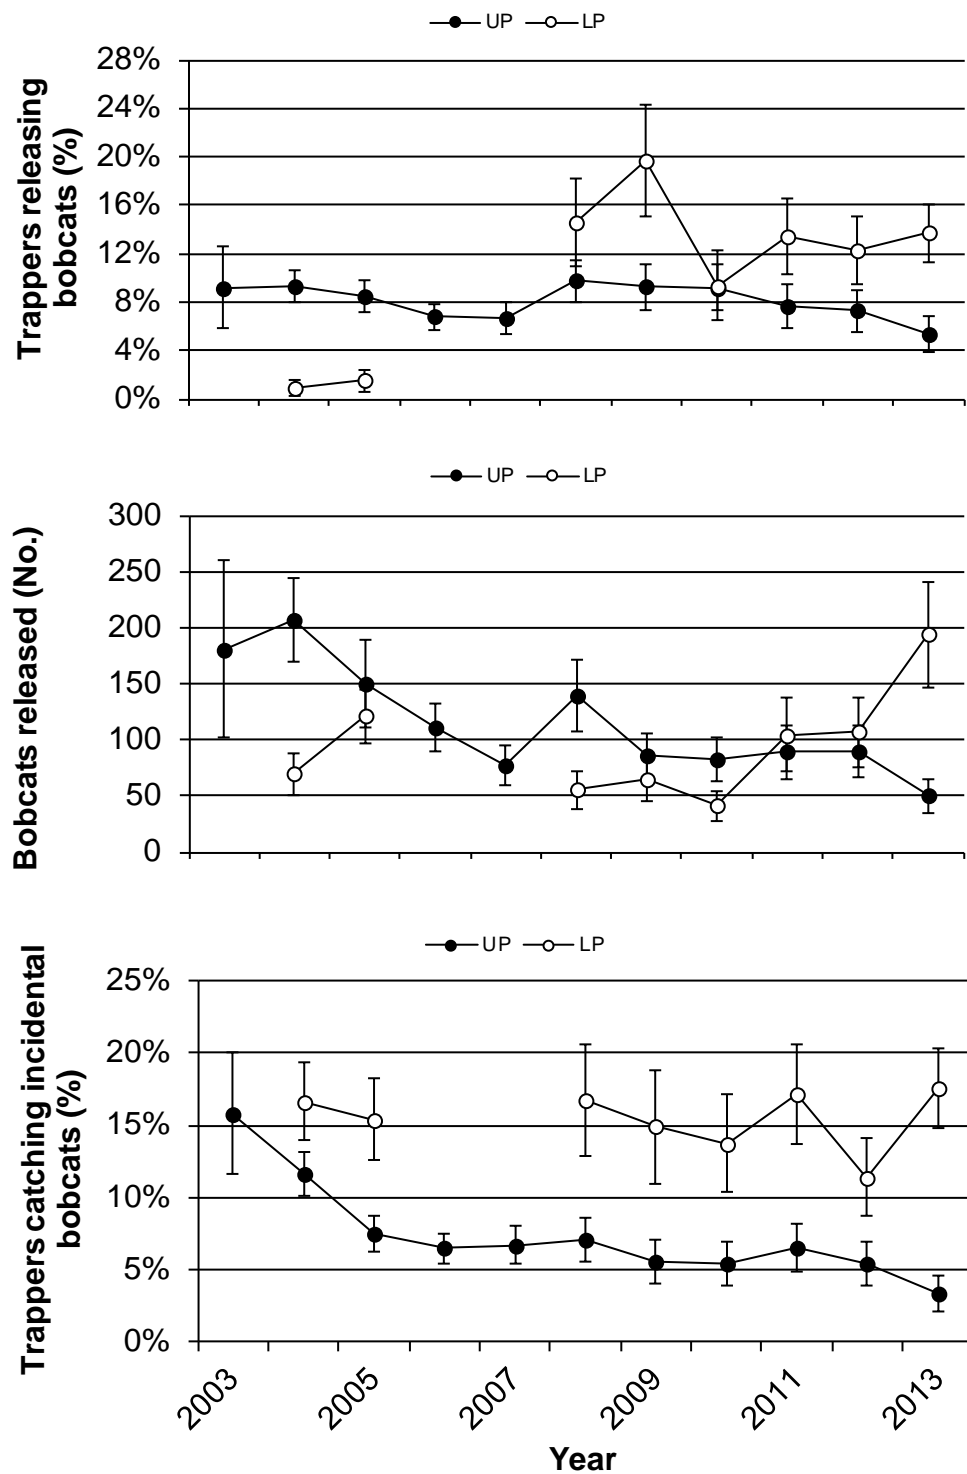 UP LP
28%
24%
20%
16%
12%
8%
4%
0%
Trappers releasing
bobcats (%)
UP LP
300
250
200
150
100
50
0
Bobcats released (No.)
UP LP
25%
20%
15%
10%
5%
0%
Trappers catching incidental
bobcats (%)
2003 2005 2007 2009 2011 2013
Year